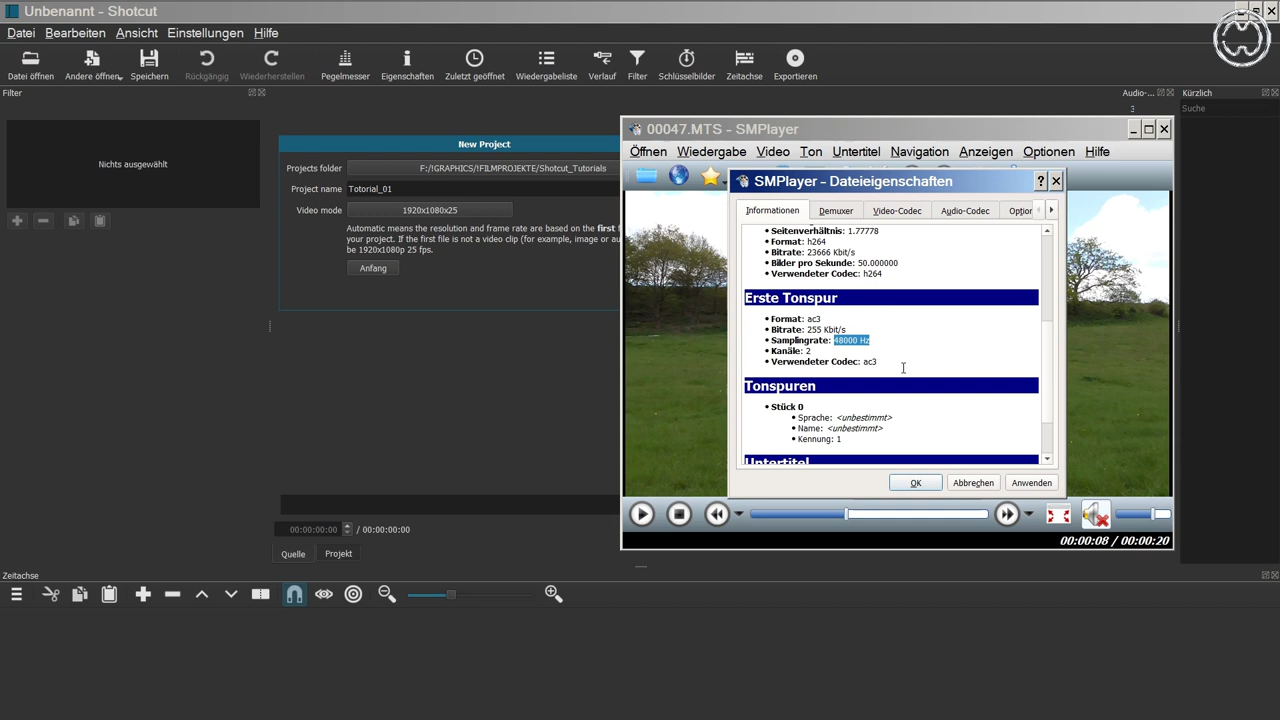 Unbenannt - Shotcut
Datei Bearbeiten Ansicht Einstellungen Hilfe
Datei öffnen Andere öffnen Speichern Rückgängig Wiederherstellen Pegelmesser Eigenschaften Zuletzt geöffnet Wiedergabeliste Verlauf Filter Schlüsselbilder Zeitachse Exportieren
Filter
Audio-...
Kürzlich
3
Suche
Nichts ausgewählt
New Project
Projects folder F:/!GRAPHICS/!FILMPROJEKTE/Shotcut_Tutorials
Project name Totorial_01
Video mode 1920x1080x25
Automatic means the resolution and frame rate are based on the first
your project. If the first file is not a video clip (for example, image or au
be 1920x1080p 25 fps.
Anfang
00047.MTS - SMPlayer
Öffnen Wiedergabe Video Ton Untertitel Navigation Anzeigen Optionen Hilfe
SMPlayer - Dateieigenschaften
Informationen Demuxer Video-Codec Audio-Codec Option
• Seitenverhältnis: 1.77778
• Format: h264
• Bitrate: 23666 Kbit/s
• Bilder pro Sekunde: 50.000000
• Verwendeter Codec: h264
Erste Tonspur
• Format: ac3
• Bitrate: 255 Kbit/s
• Samplingrate: 48000 Hz
• Kanäle: 2
• Verwendeter Codec: ac3
Tonspuren
• Stück 0
• Sprache: <unbestimmt>
• Name: <unbestimmt>
• Kennung: 1
Untertitel
OK Abbrechen Anwenden
00:00:08 / 00:00:20
00:00:00:00 / 00:00:00:00
Quelle Projekt
Zeitachse